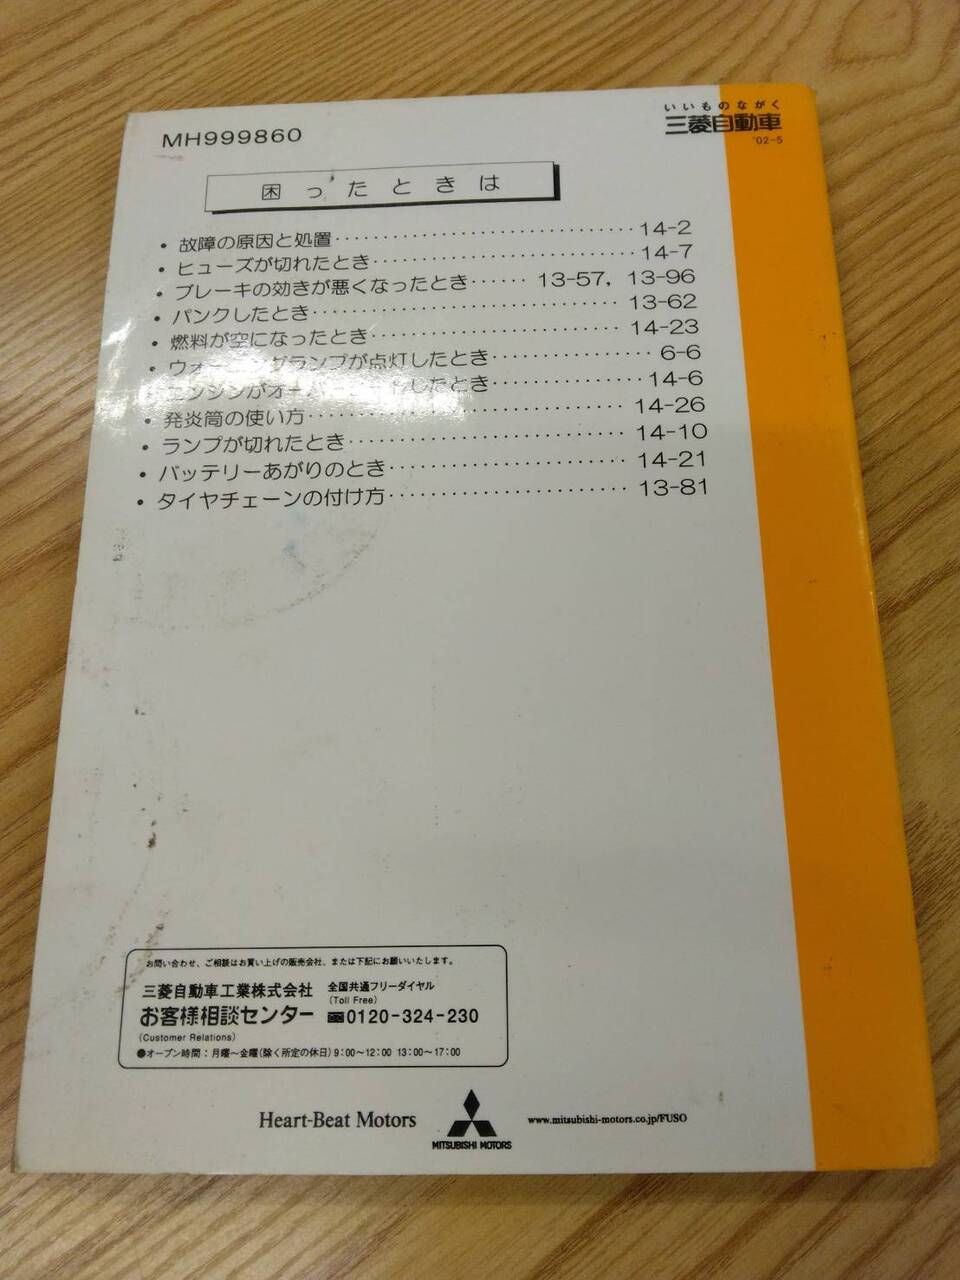 MH999860
いいものながく
三菱自動車
'02-5
困ったときは
• 故障の原因と処置 14-2
• ヒューズが切れたとき 14-7
• ブレーキの効きが悪くなったとき 13-57, 13-96
• パンクしたとき 13-62
• 燃料が空になったとき 14-23
• ランプが点灯したとき 6-6
• エンジンがオー したとき 14-6
• 発炎筒の使い方 14-26
• ランプが切れたとき 14-10
• バッテリーあがりのとき 14-21
• タイヤチェーンの付け方 13-81
お問い合わせ、ご相談はお買い上げの販売会社、または下記にお願いいたします。
三菱自動車工業株式会社 全国共通フリーダイヤル
(Toll Free)
お客様相談センター 0120-324-230
(Customer Relations)
●オープン時間：月曜～金曜(除く所定の休日) 9:00～12:00 13:00～17:00
Heart-Beat Motors
MITSUBISHI MOTORS
www.mitsubishi-motors.co.jp/FUSO